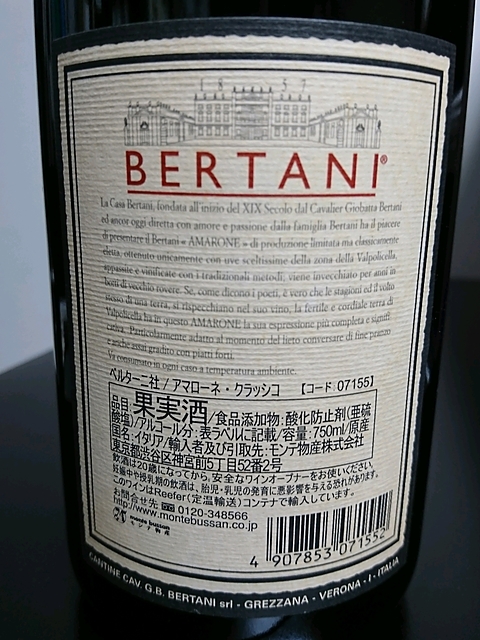 1857
BERTANI®
La Casa Bertani, fondata all'inizio del XIX Secolo dal Cavalier Giobatta Bertani
ed ancor oggi diretta con amore e passione dalla famiglia Bertani ha il piacere
di presentare il Bertani « AMARONE » di produzione limitata ma classicamente
eletta, ottenuto unicamente con uve sceltissime della zona della Valpolicella,
appassite e vinificate con i tradizionali metodi, viene invecchiato per anni in
botti di vecchio rovere. Se, come dicono i poeti, è vero che le stagioni ed il volto
stesso di una terra, si rispecchiano nel suo vino, la fertile e cordiale terra di
Valpolicella ha in questo AMARONE la sua espressione più completa e signifi
cativa. Particolarmente adatto al momento del lieto conversare di fine pranzo
e anche assai gradito con piatti forti.
Va consumato in ogni caso a temperatura ambiente.
ベルターニ社 / アマローネ・クラッシコ 【コード:07155】
品目:果実酒/食品添加物:酸化防止剤(亜硫
酸塩)/アルコール分:表ラベルに記載/容量:750ml/原産
国名:イタリア/輸入者及び引取先:モンテ物産株式会社
東京都渋谷区神宮前5丁目52番2号
飲酒は20歳になってから。安全なワインオープナーをお使いください。
妊娠中や授乳期の飲酒は、胎児・乳児の発育に悪影響を与える恐れがあります。
このワインはReefer(定温輸送)コンテナで輸入しています。
お問合せ先 0120-348566
http://www.montebussan.co.jp
monte bussan
モンテ物産
4 907853 071552
CANTINE CAV. G.B. BERTANI srl - GREZZANA - VERONA - I - ITALIA